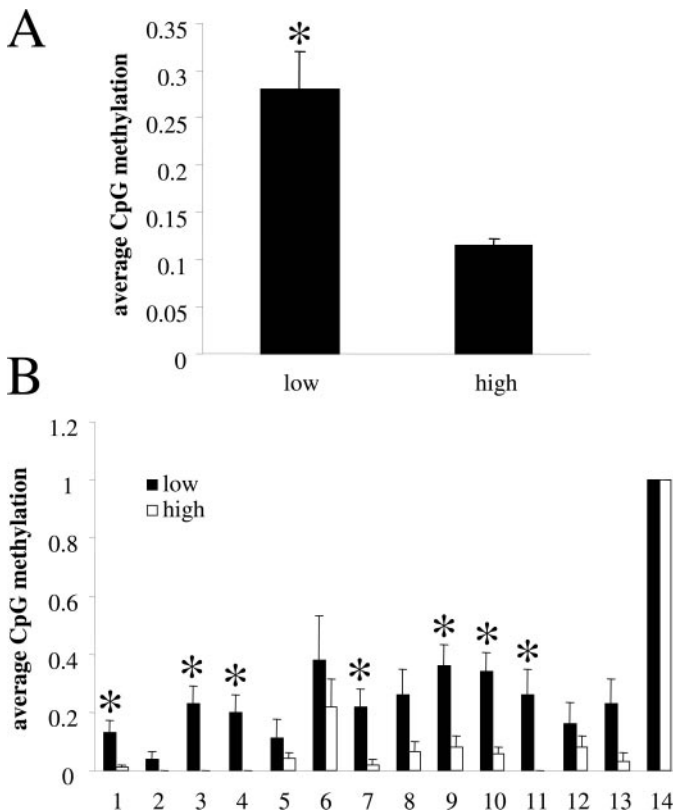 A
average CpG methylation
0.35
*
0.3
0.25
0.2
0.15
0.1
0.05
0
low
high
B
average CpG methylation
1.2
low
high
1
0.8
0.6
0.4
0.2
0
* * * * * * *
1 2 3 4 5 6 7 8 9 10 11 12 13 14